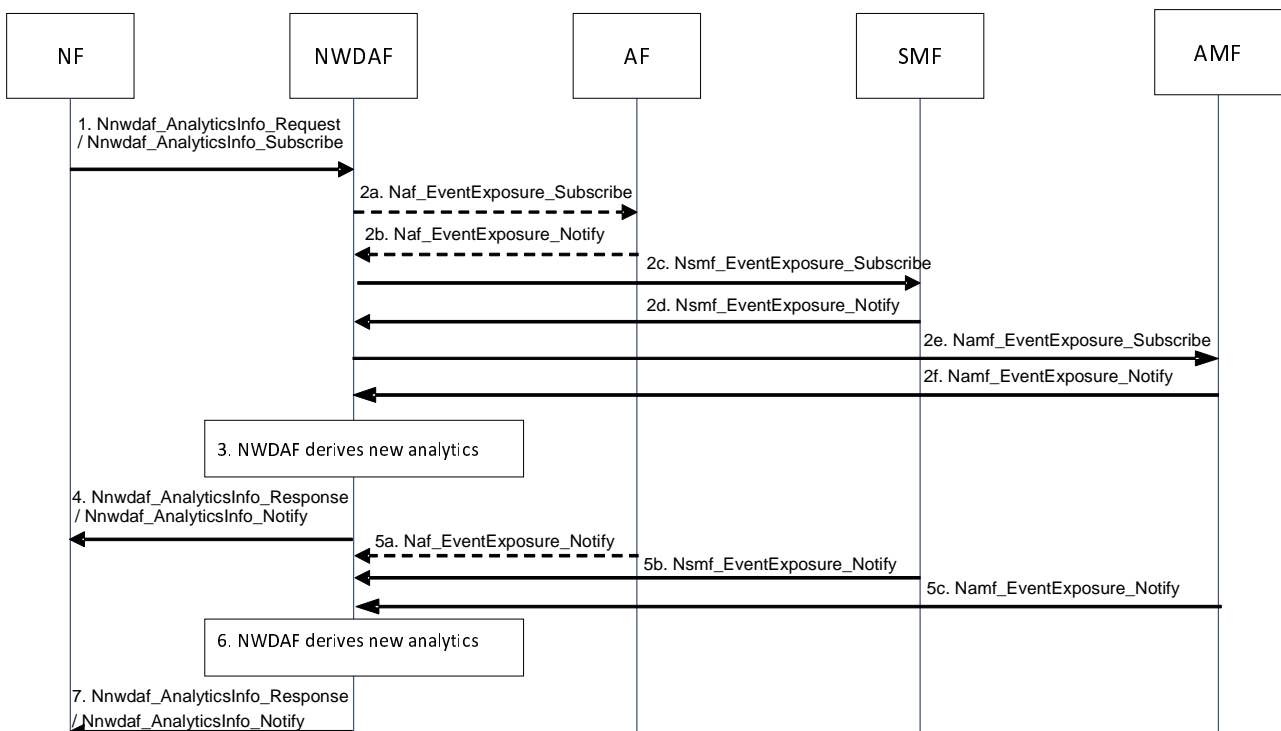 NF
NWDAF
AF
SMF
AMF
1. Nnwdaf_AnalyticsInfo_Request
/ Nnwdaf_AnalyticsInfo_Subscribe
2a. Naf_EventExposure_Subscribe
2b. Naf_EventExposure_Notify
2c. Nsmf_EventExposure_Subscribe
2d. Nsmf_EventExposure_Notify
2e. Namf_EventExposure_Subscribe
2f. Namf_EventExposure_Notify
3. NWDAF derives new analytics
4. Nnwdaf_AnalyticsInfo_Response
/ Nnwdaf_AnalyticsInfo_Notify
5a. Naf_EventExposure_Notify
5b. Nsmf_EventExposure_Notify
5c. Namf_EventExposure_Notify
6. NWDAF derives new analytics
7. Nnwdaf_AnalyticsInfo_Response
/ Nnwdaf_AnalyticsInfo_Notify